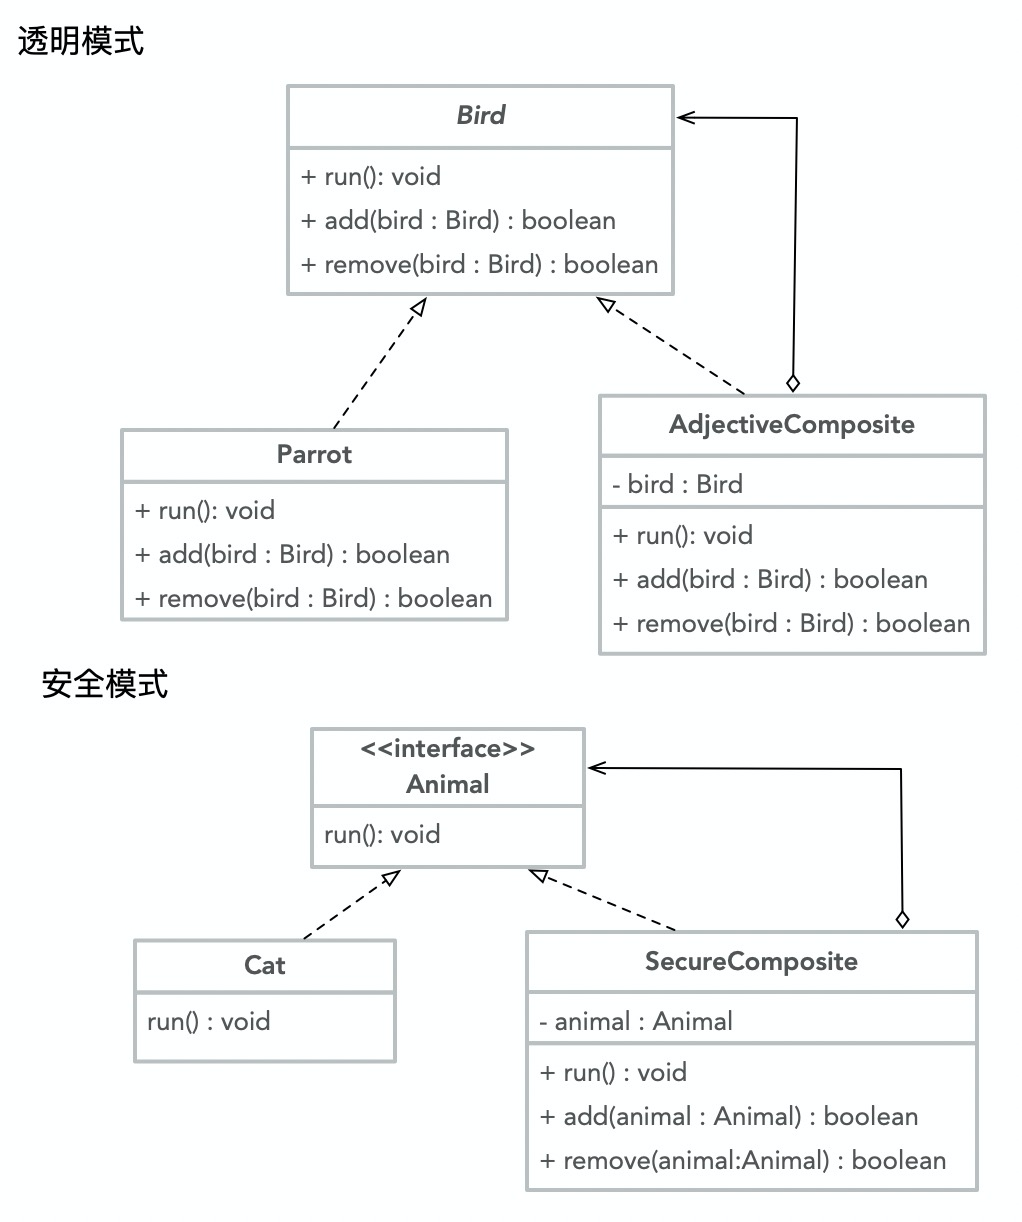 透明模式
Bird
+ run(): void
+ add(bird : Bird) : boolean
+ remove(bird : Bird) : boolean
Parrot
+ run(): void
+ add(bird : Bird) : boolean
+ remove(bird : Bird) : boolean
AdjectiveComposite
- bird : Bird
+ run(): void
+ add(bird : Bird) : boolean
+ remove(bird : Bird) : boolean
安全模式
<<interface>>
Animal
run(): void
Cat
run() : void
SecureComposite
- animal : Animal
+ run() : void
+ add(animal : Animal) : boolean
+ remove(animal:Animal) : boolean